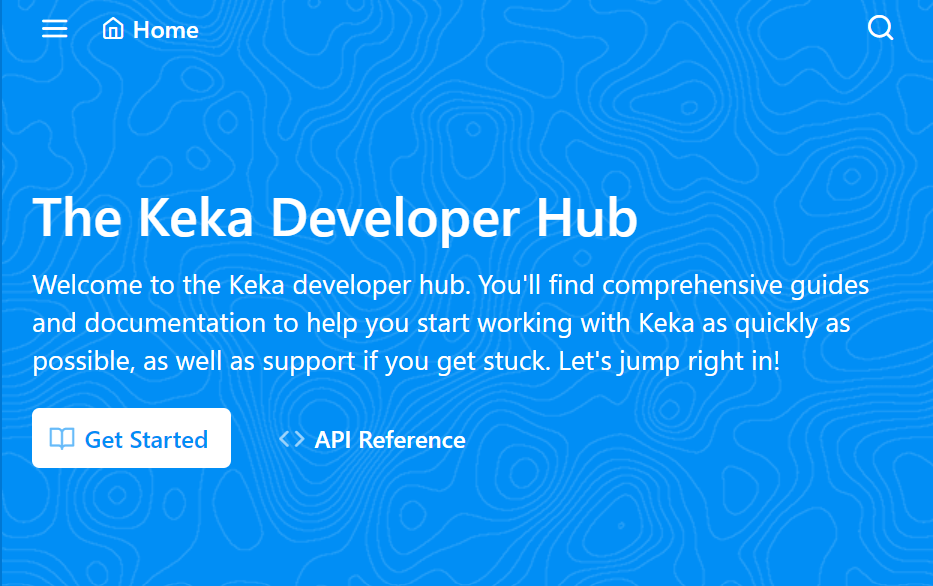 Home
The Keka Developer Hub
Welcome to the Keka developer hub. You'll find comprehensive guides
and documentation to help you start working with Keka as quickly as
possible, as well as support if you get stuck. Let's jump right in!
Get Started
API Reference